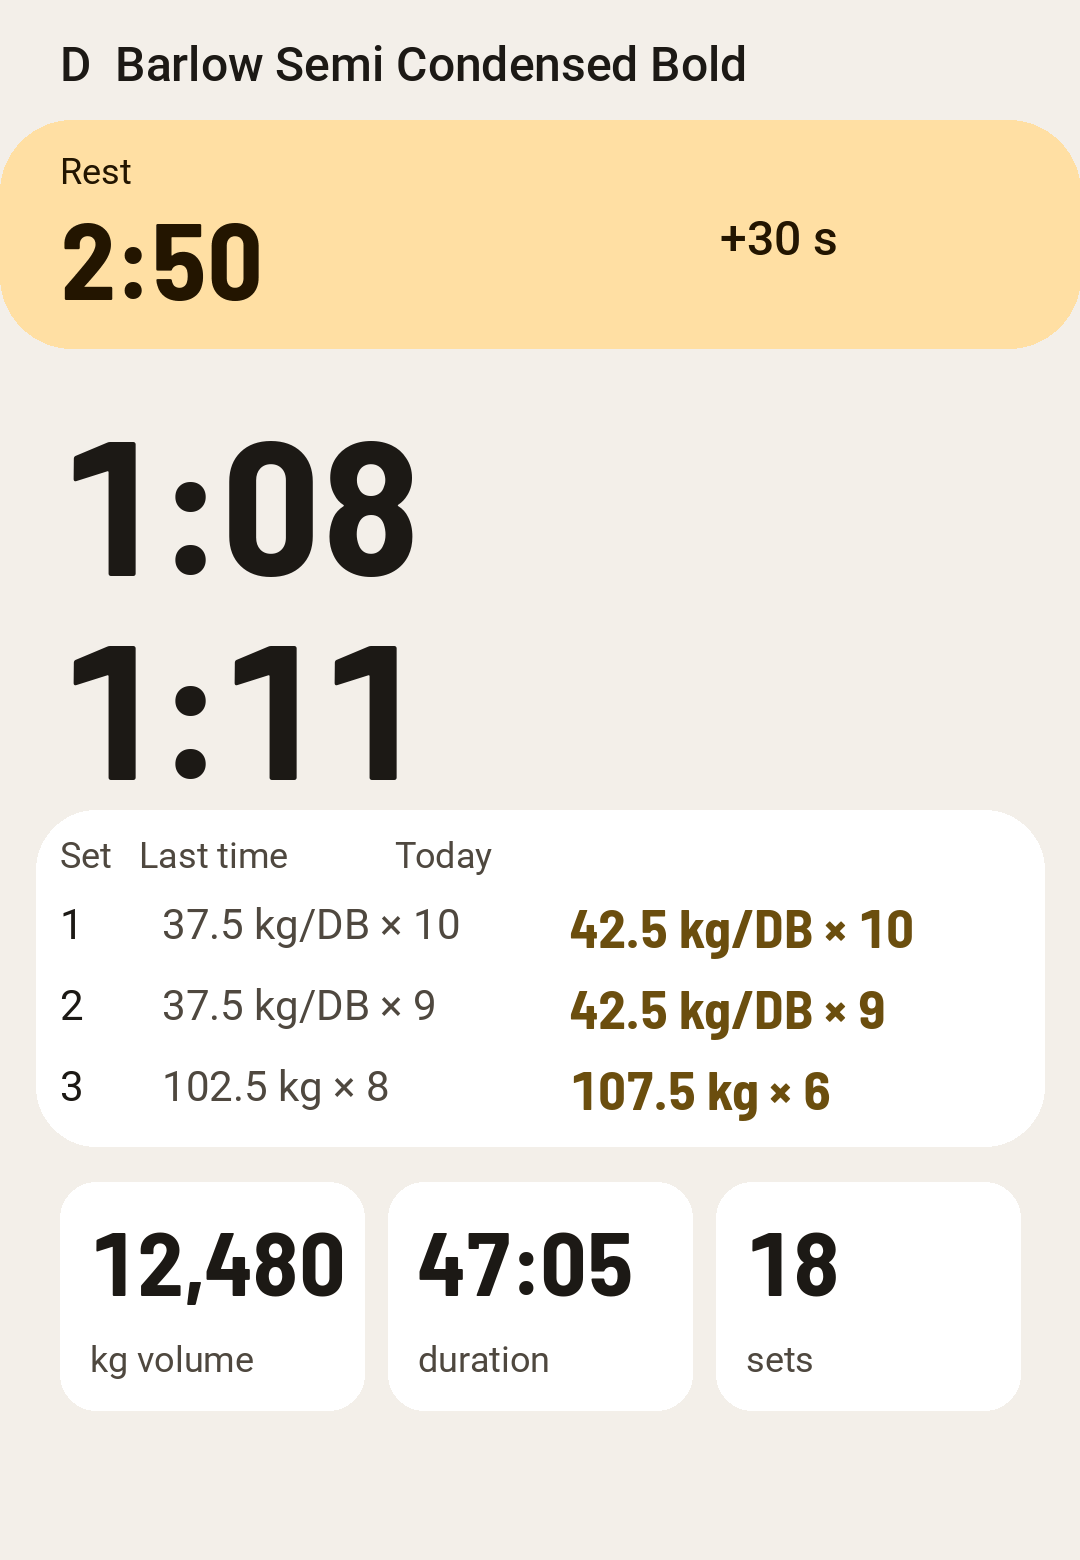 D Barlow Semi Condensed Bold
Rest
2:50
+30 s
1:08
1:11
Set Last time Today
1 37.5 kg/DB × 10 42.5 kg/DB × 10
2 37.5 kg/DB × 9 42.5 kg/DB × 9
3 102.5 kg × 8 107.5 kg × 6
12,480 47:05 18
kg volume duration sets